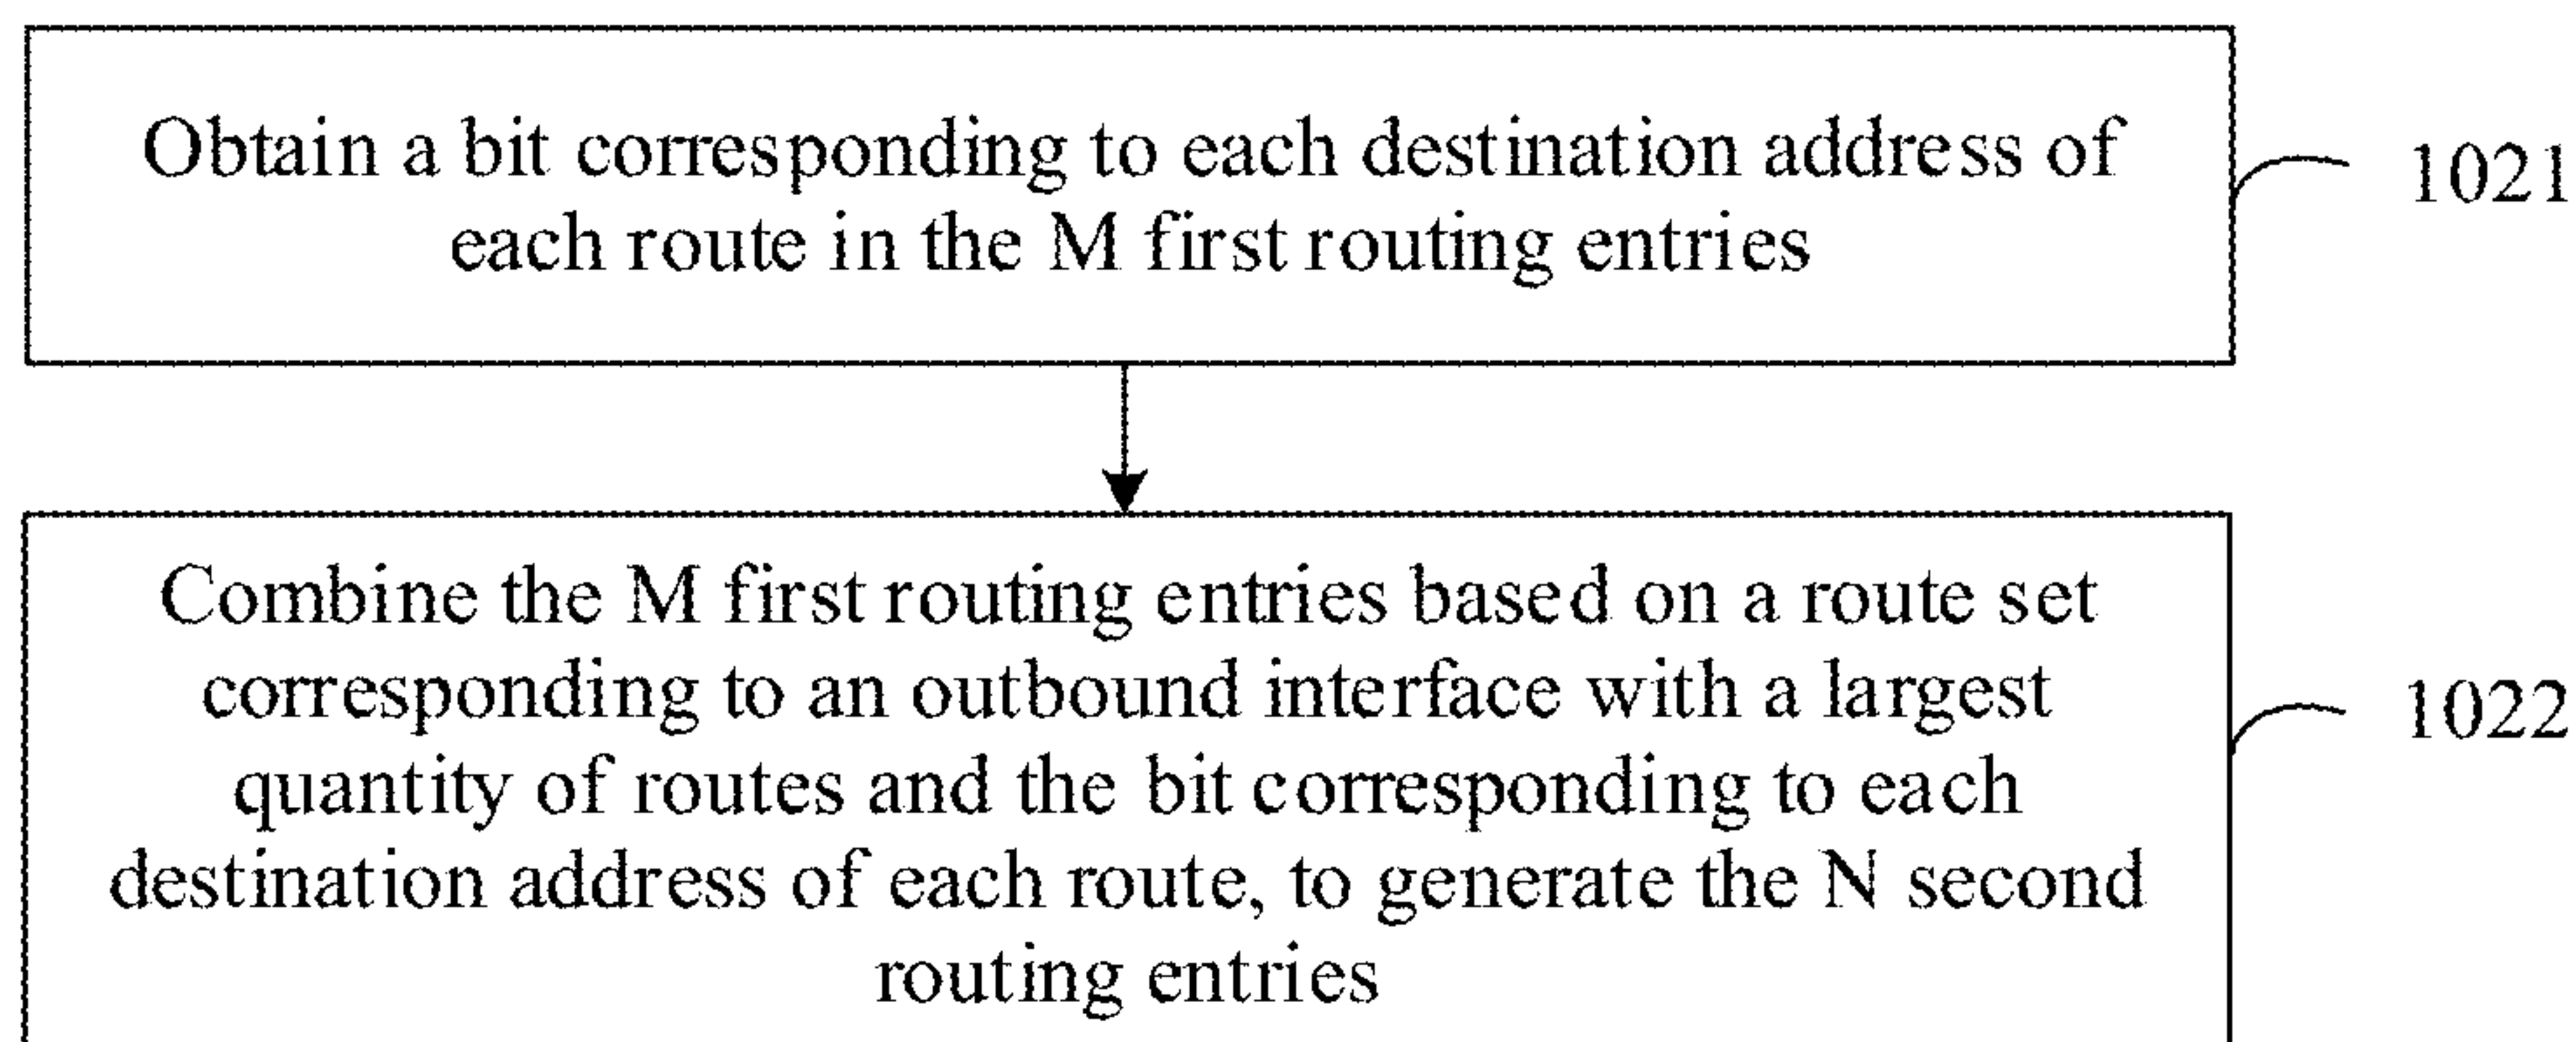 Obtain a bit corresponding to each destination address of
each route in the M first routing entries
1021
Combine the M first routing entries based on a route set
corresponding to an outbound interface with a largest
quantity of routes and the bit corresponding to each
destination address of each route, to generate the N second
routing entries
1022